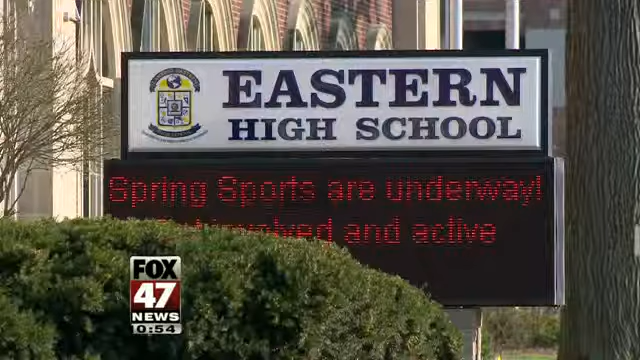 EASTERN
HIGH SCHOOL
Spring Sports are underway!
involved and active
FOX
47
NEWS
0:54